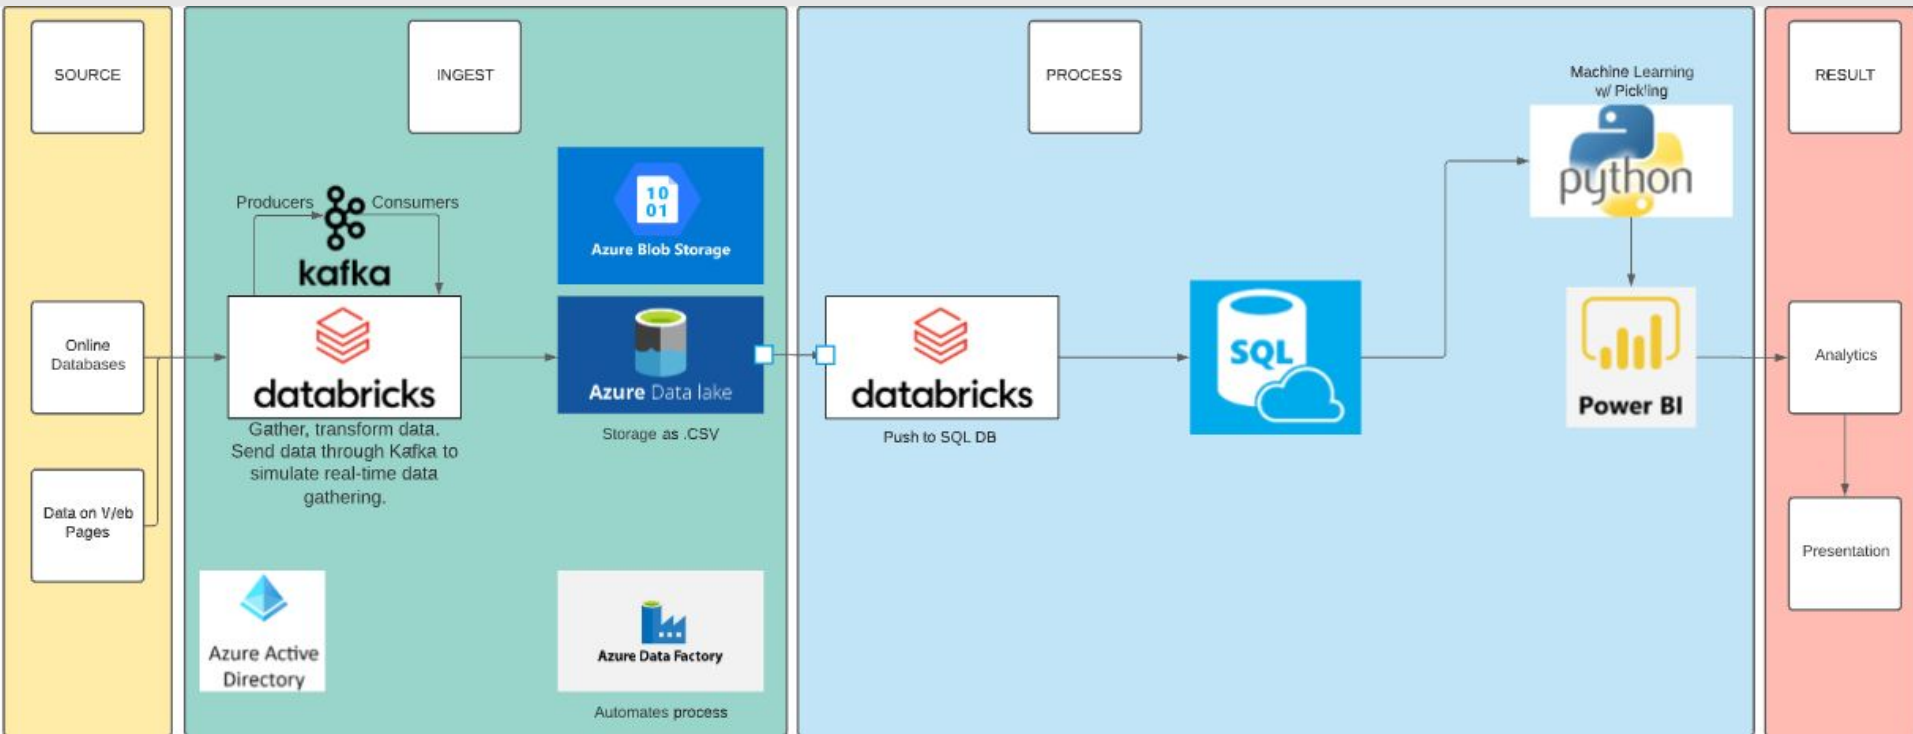 SOURCE
Online
Databases
Data on Web
Pages
INGEST
Producers
Consumers
kafka
databricks
Gather, transform data.
Send data through Kafka to
simulate real-time data
gathering.
10
01
Azure Blob Storage
Azure Data lake
Storage as .CSV
Azure Active
Directory
Azure Data Factory
Automates process
PROCESS
databricks
Push to SQL DB
SQL
Machine Learning
w/ Pickling
python
Power BI
RESULT
Analytics
Presentation